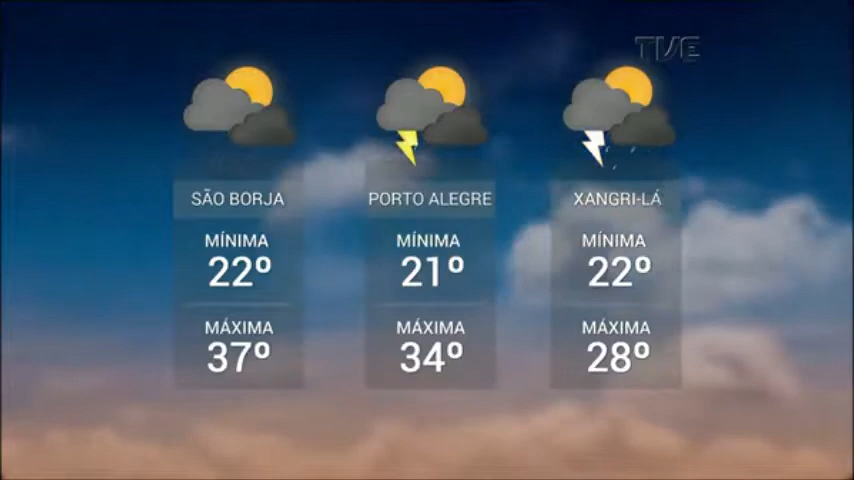 TVE
SÃO BORJA
MÍNIMA
22º
MÁXIMA
37º
PORTO ALEGRE
MÍNIMA
21º
MÁXIMA
34º
XANGRI-LÁ
MÍNIMA
22º
MÁXIMA
28º